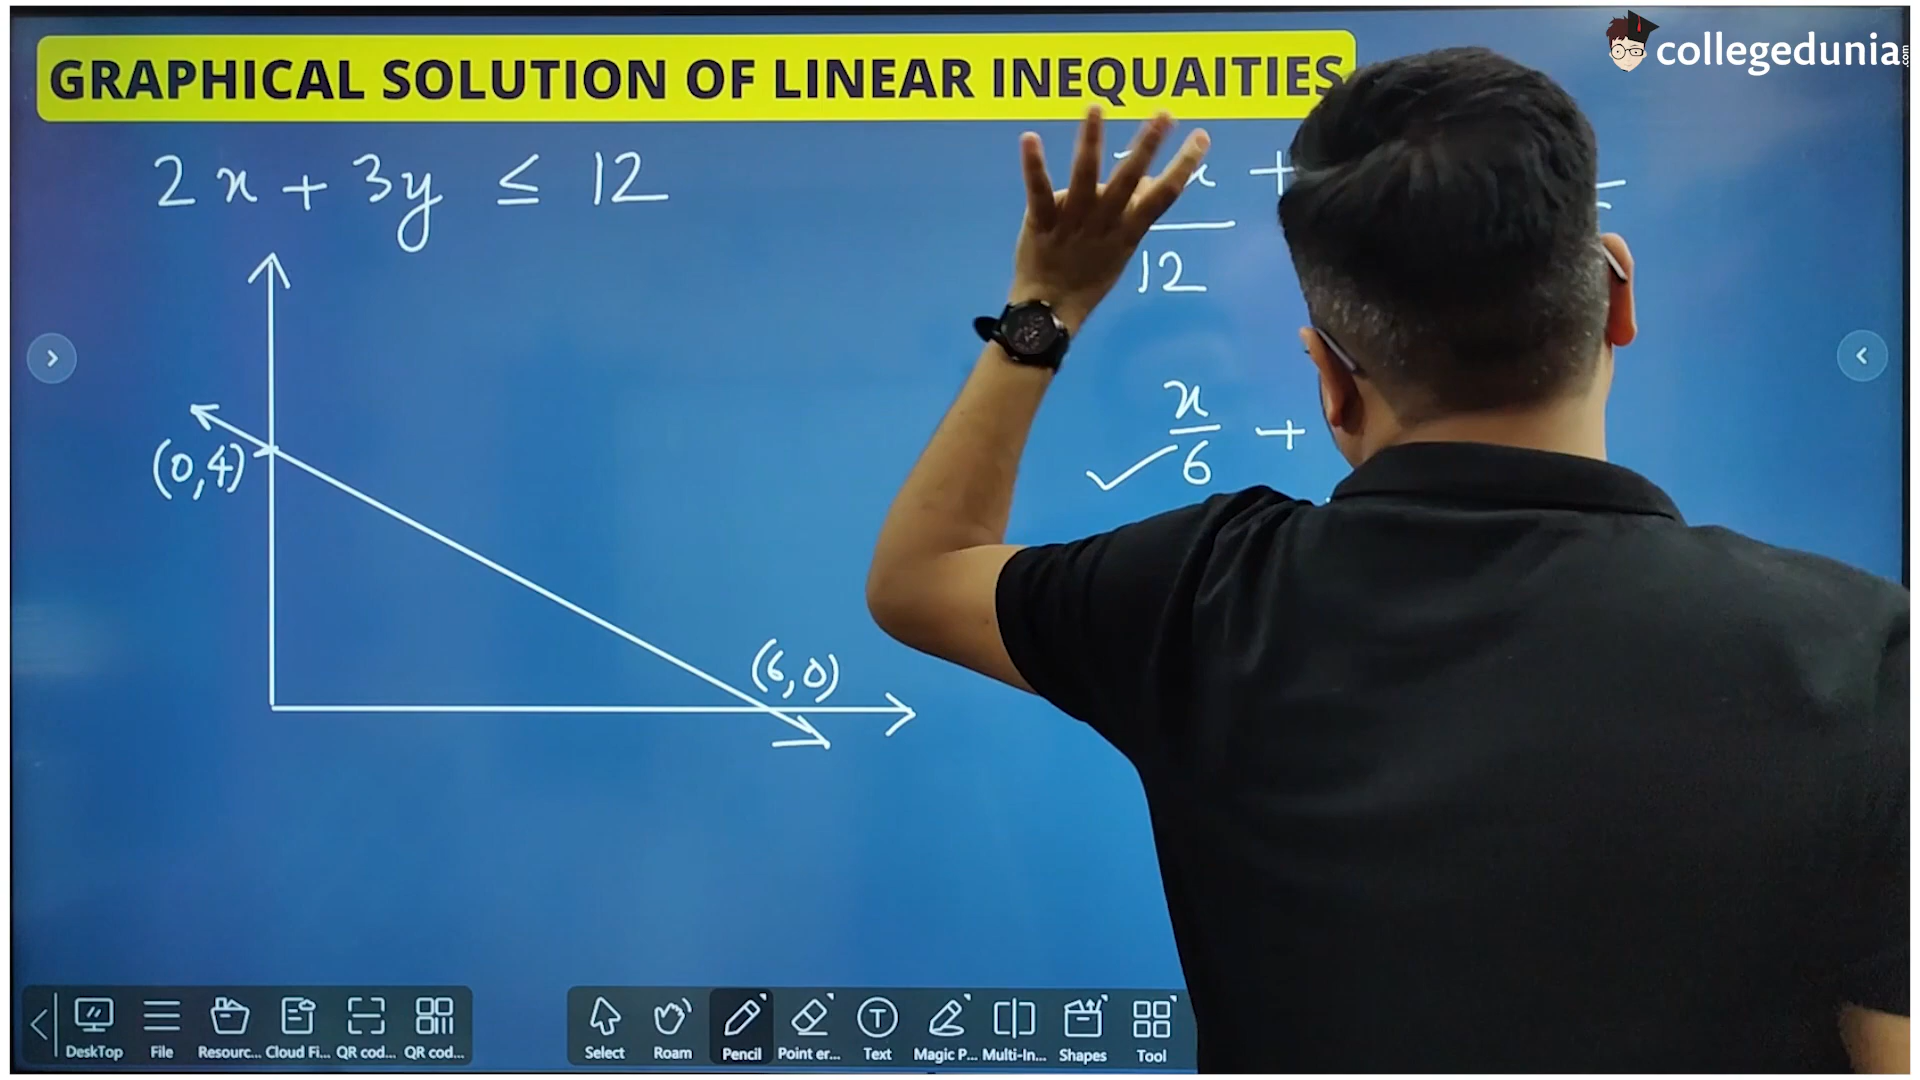 collegedunia.com
GRAPHICAL SOLUTION OF LINEAR INEQUAITIES
2x + 3y ≤ 12
+ =
12
(0,4)
x/6 +
(6,0)
DeskTop File Resourc... Cloud Fi... QR cod... QR cod... Select Roam Pencil Point er... Text Magic P... Multi-In... Shapes Tool